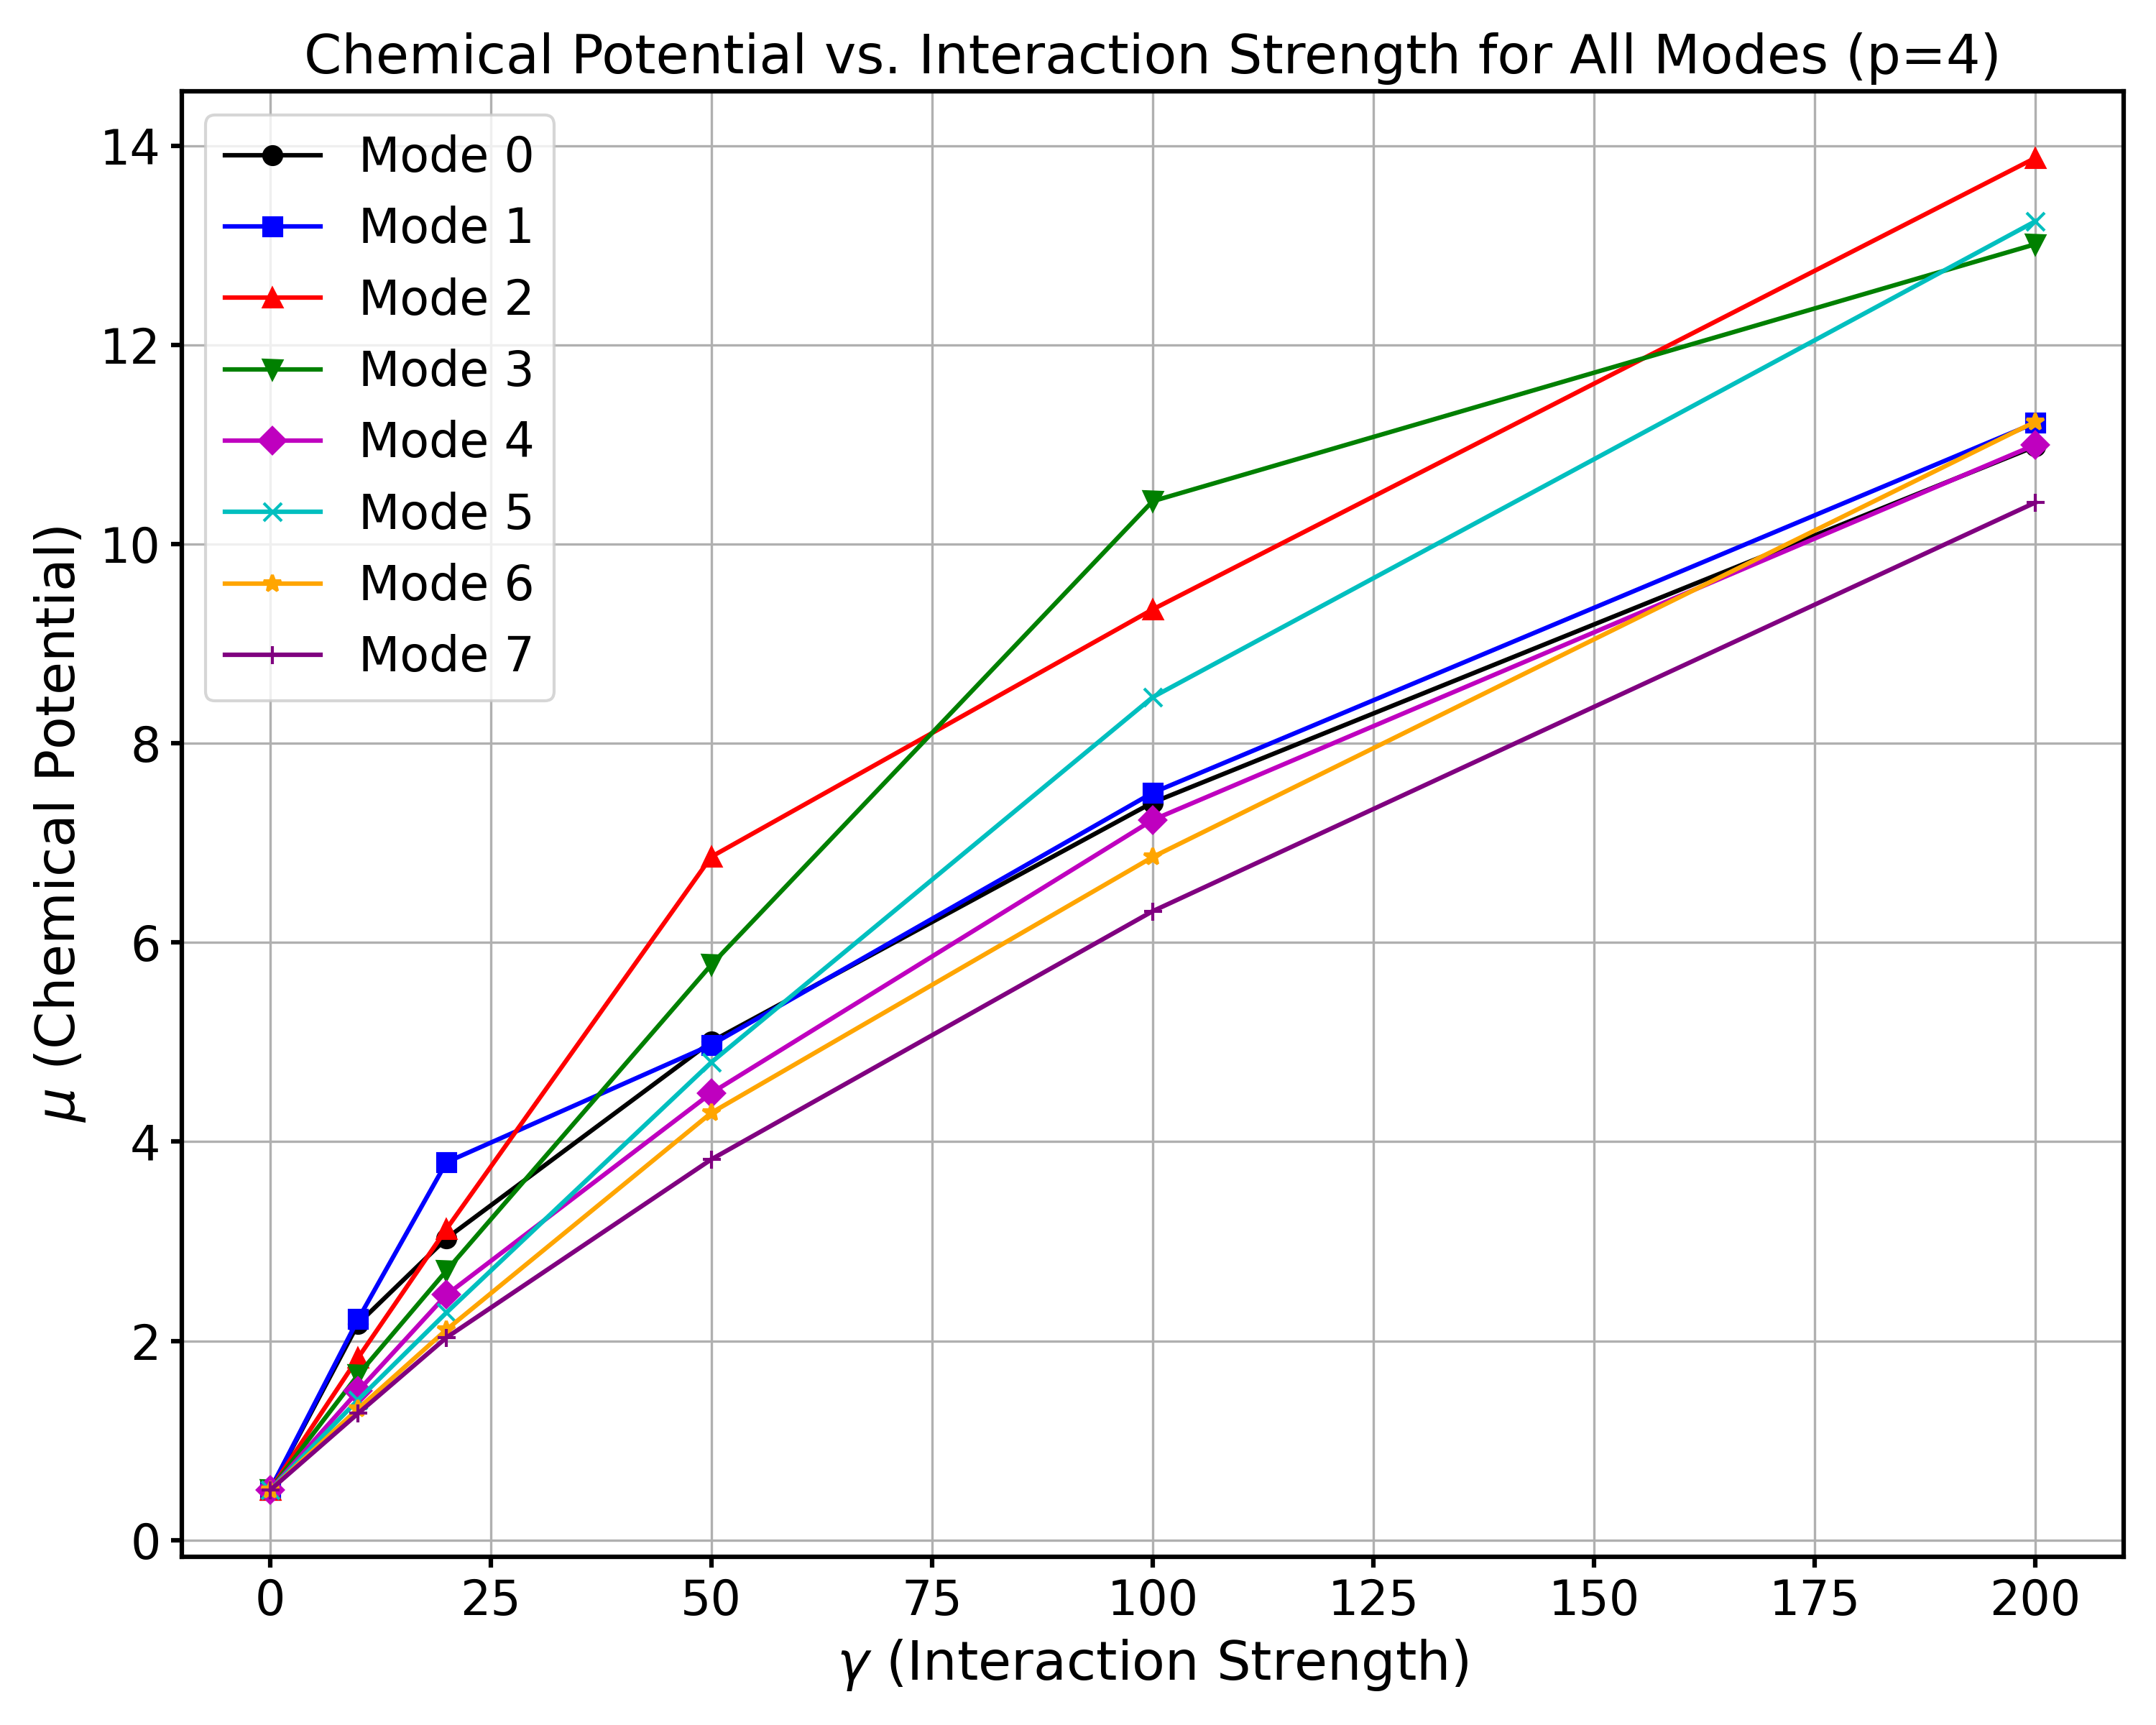 Chemical Potential vs. Interaction Strength for All Modes (p=4)
Mode 0
Mode 1
Mode 2
Mode 3
Mode 4
Mode 5
Mode 6
Mode 7
14
12
10
8
6
4
2
0
μ (Chemical Potential)
0 25 50 75 100 125 150 175 200
γ (Interaction Strength)